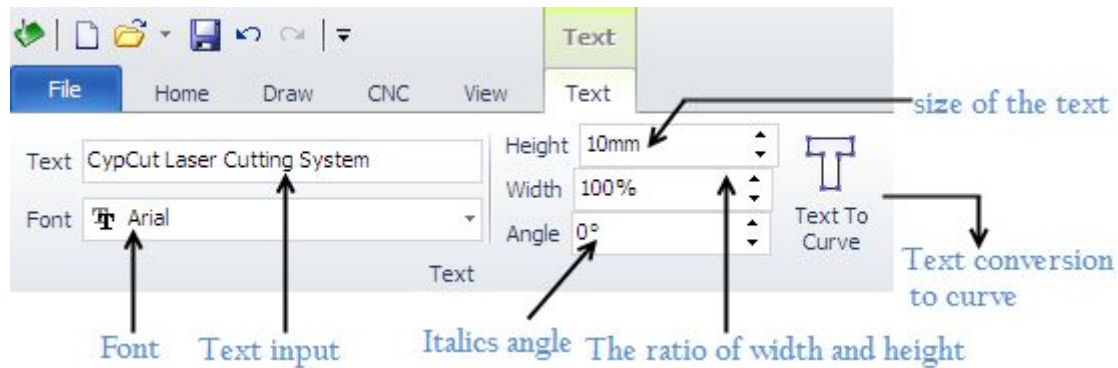 Text
File
Home
Draw
CNC
View
Text
size of the text
Text CypCut Laser Cutting System
Height 10mm
Width 100%
Font Arial
Angle 0°
Text To
Curve
Text
Text conversion
to curve
Font
Text input
Italics angle
The ratio of width and height